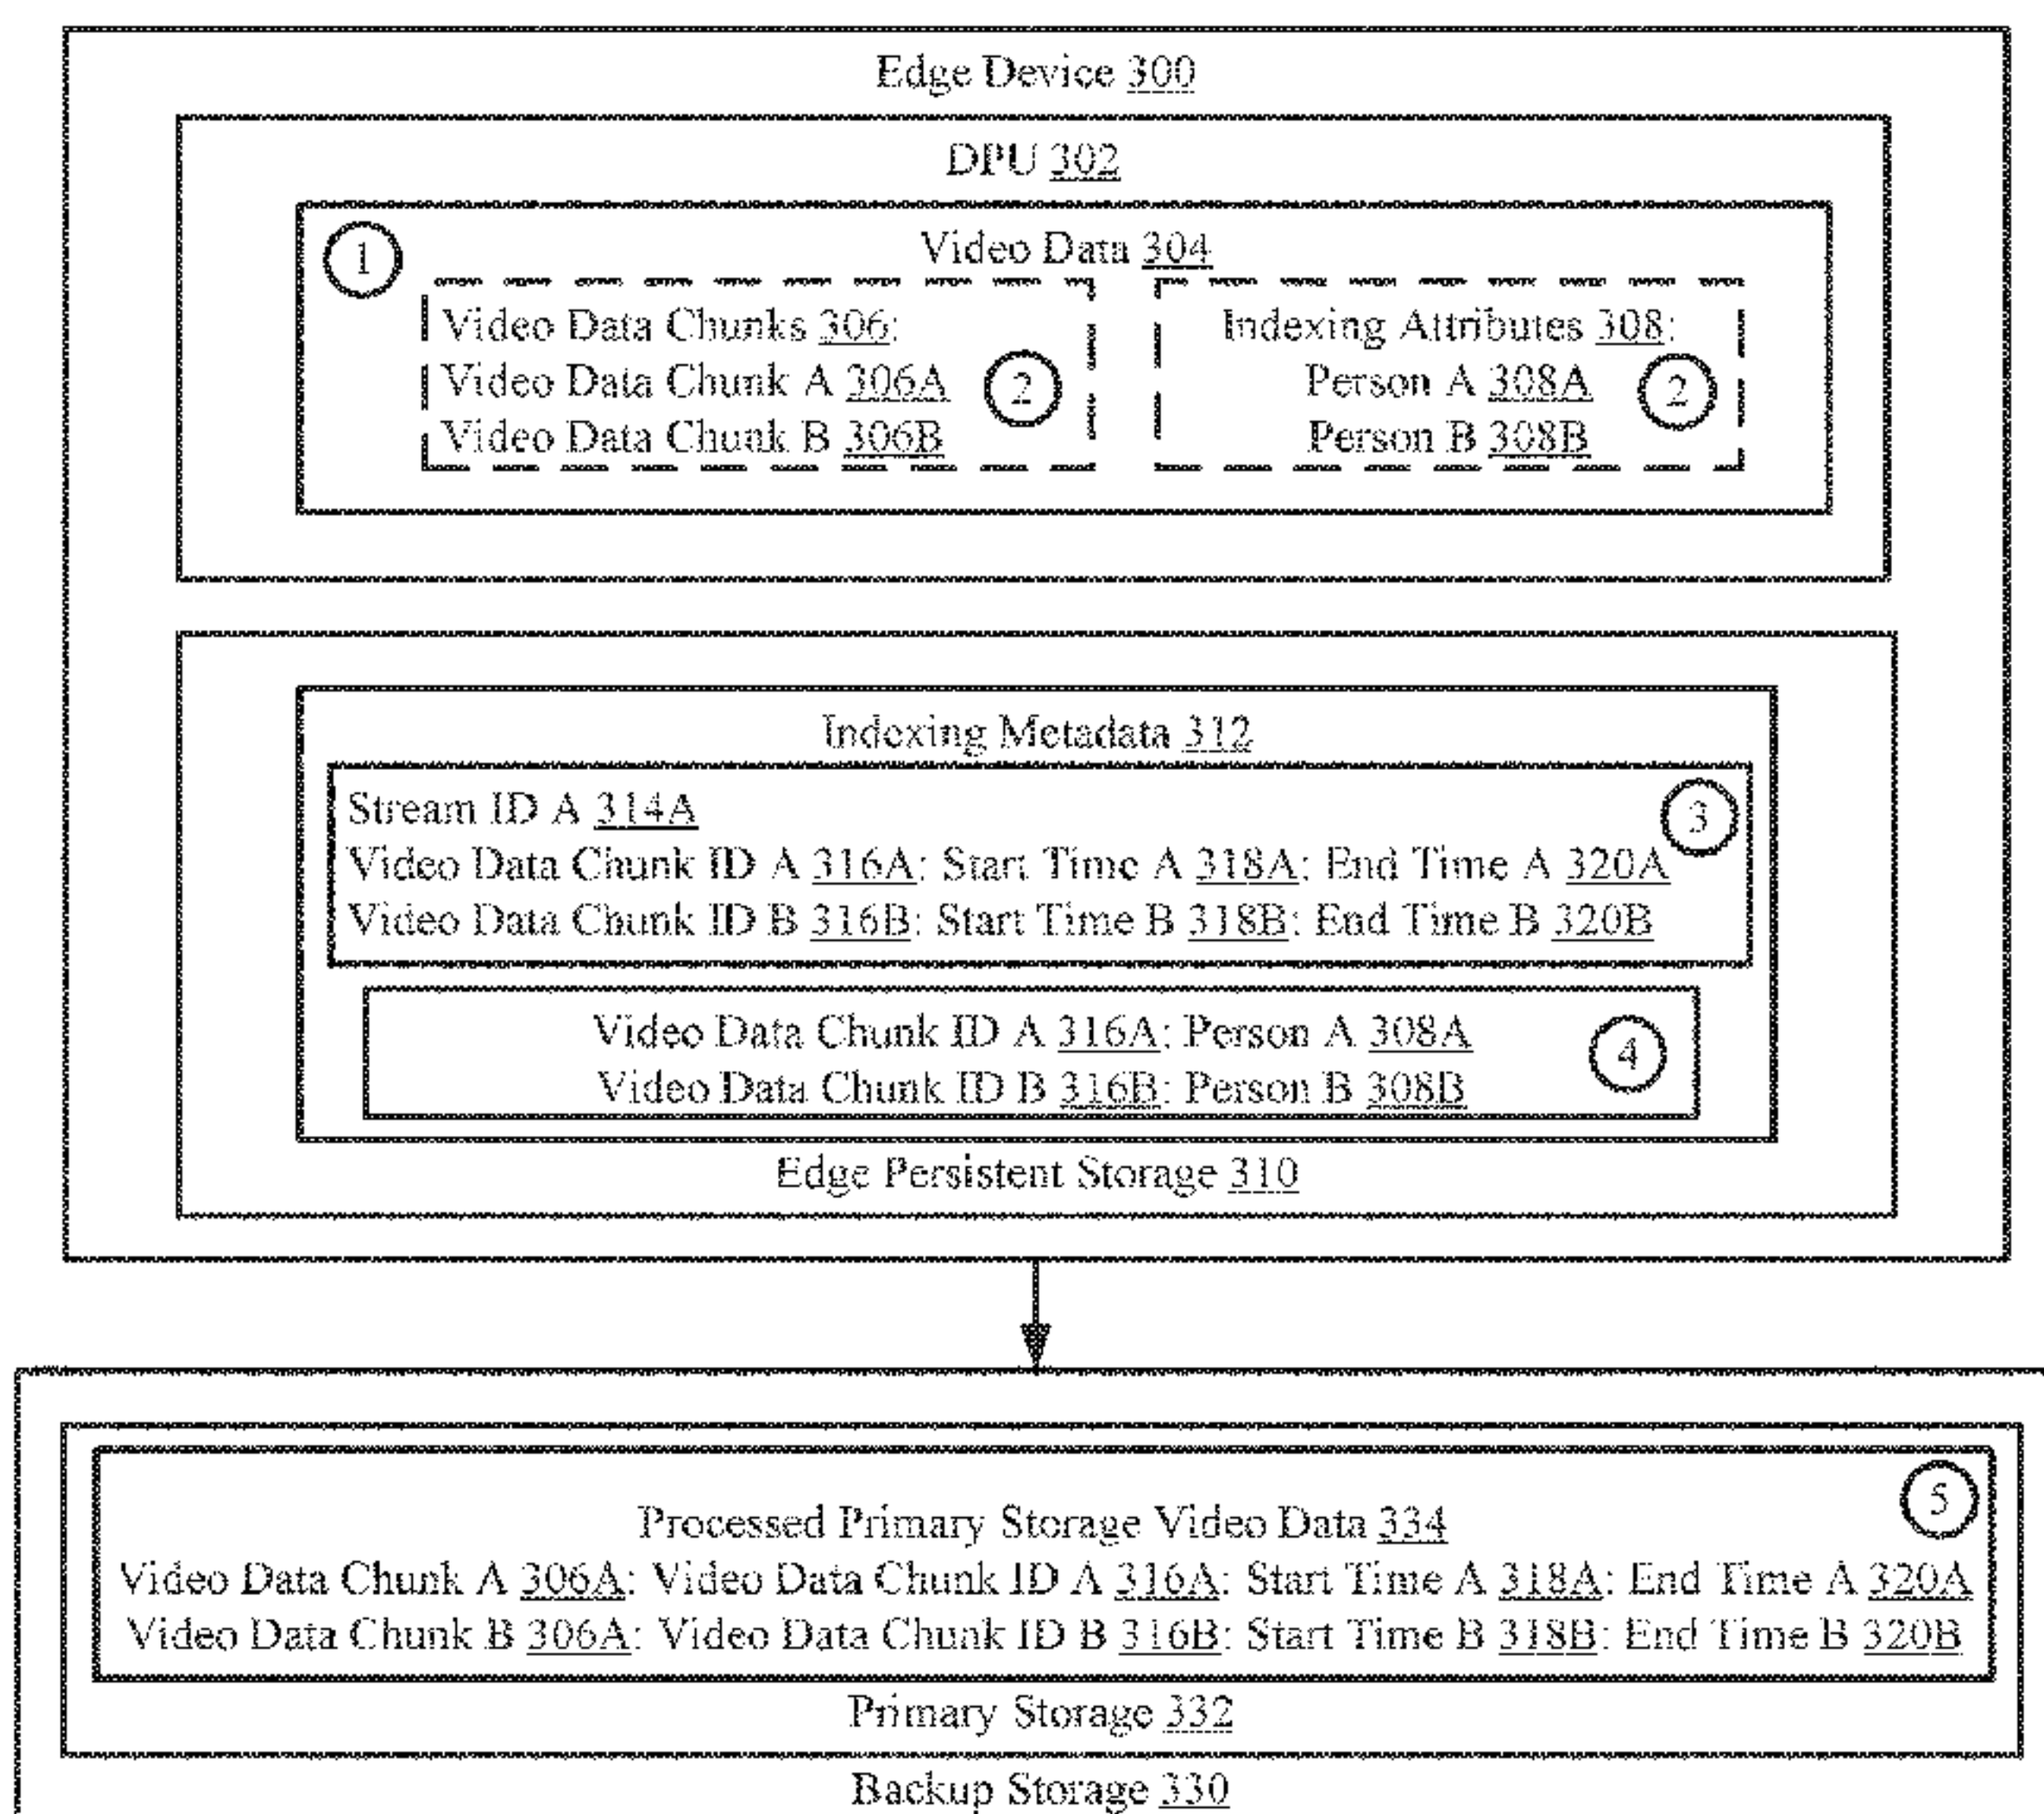 Edge Device 300
DPU 302
1
Video Data 304
Video Data Chunks 306:
Video Data Chunk A 306A
2
Video Data Chunk B 306B
Indexing Attributes 308:
Person A 308A
2
Person B 308B
Indexing Metadata 312
Stream ID A 314A
3
Video Data Chunk ID A 316A: Start Time A 318A: End Time A 320A
Video Data Chunk ID B 316B: Start Time B 318B: End Time B 320B
Video Data Chunk ID A 316A: Person A 308A
4
Video Data Chunk ID B 316B: Person B 308B
Edge Persistent Storage 310
5
Processed Primary Storage Video Data 334
Video Data Chunk A 306A: Video Data Chunk ID A 316A: Start Time A 318A: End Time A 320A
Video Data Chunk B 306A: Video Data Chunk ID B 316B: Start Time B 318B: End Time B 320B
Primary Storage 332
Backup Storage 330